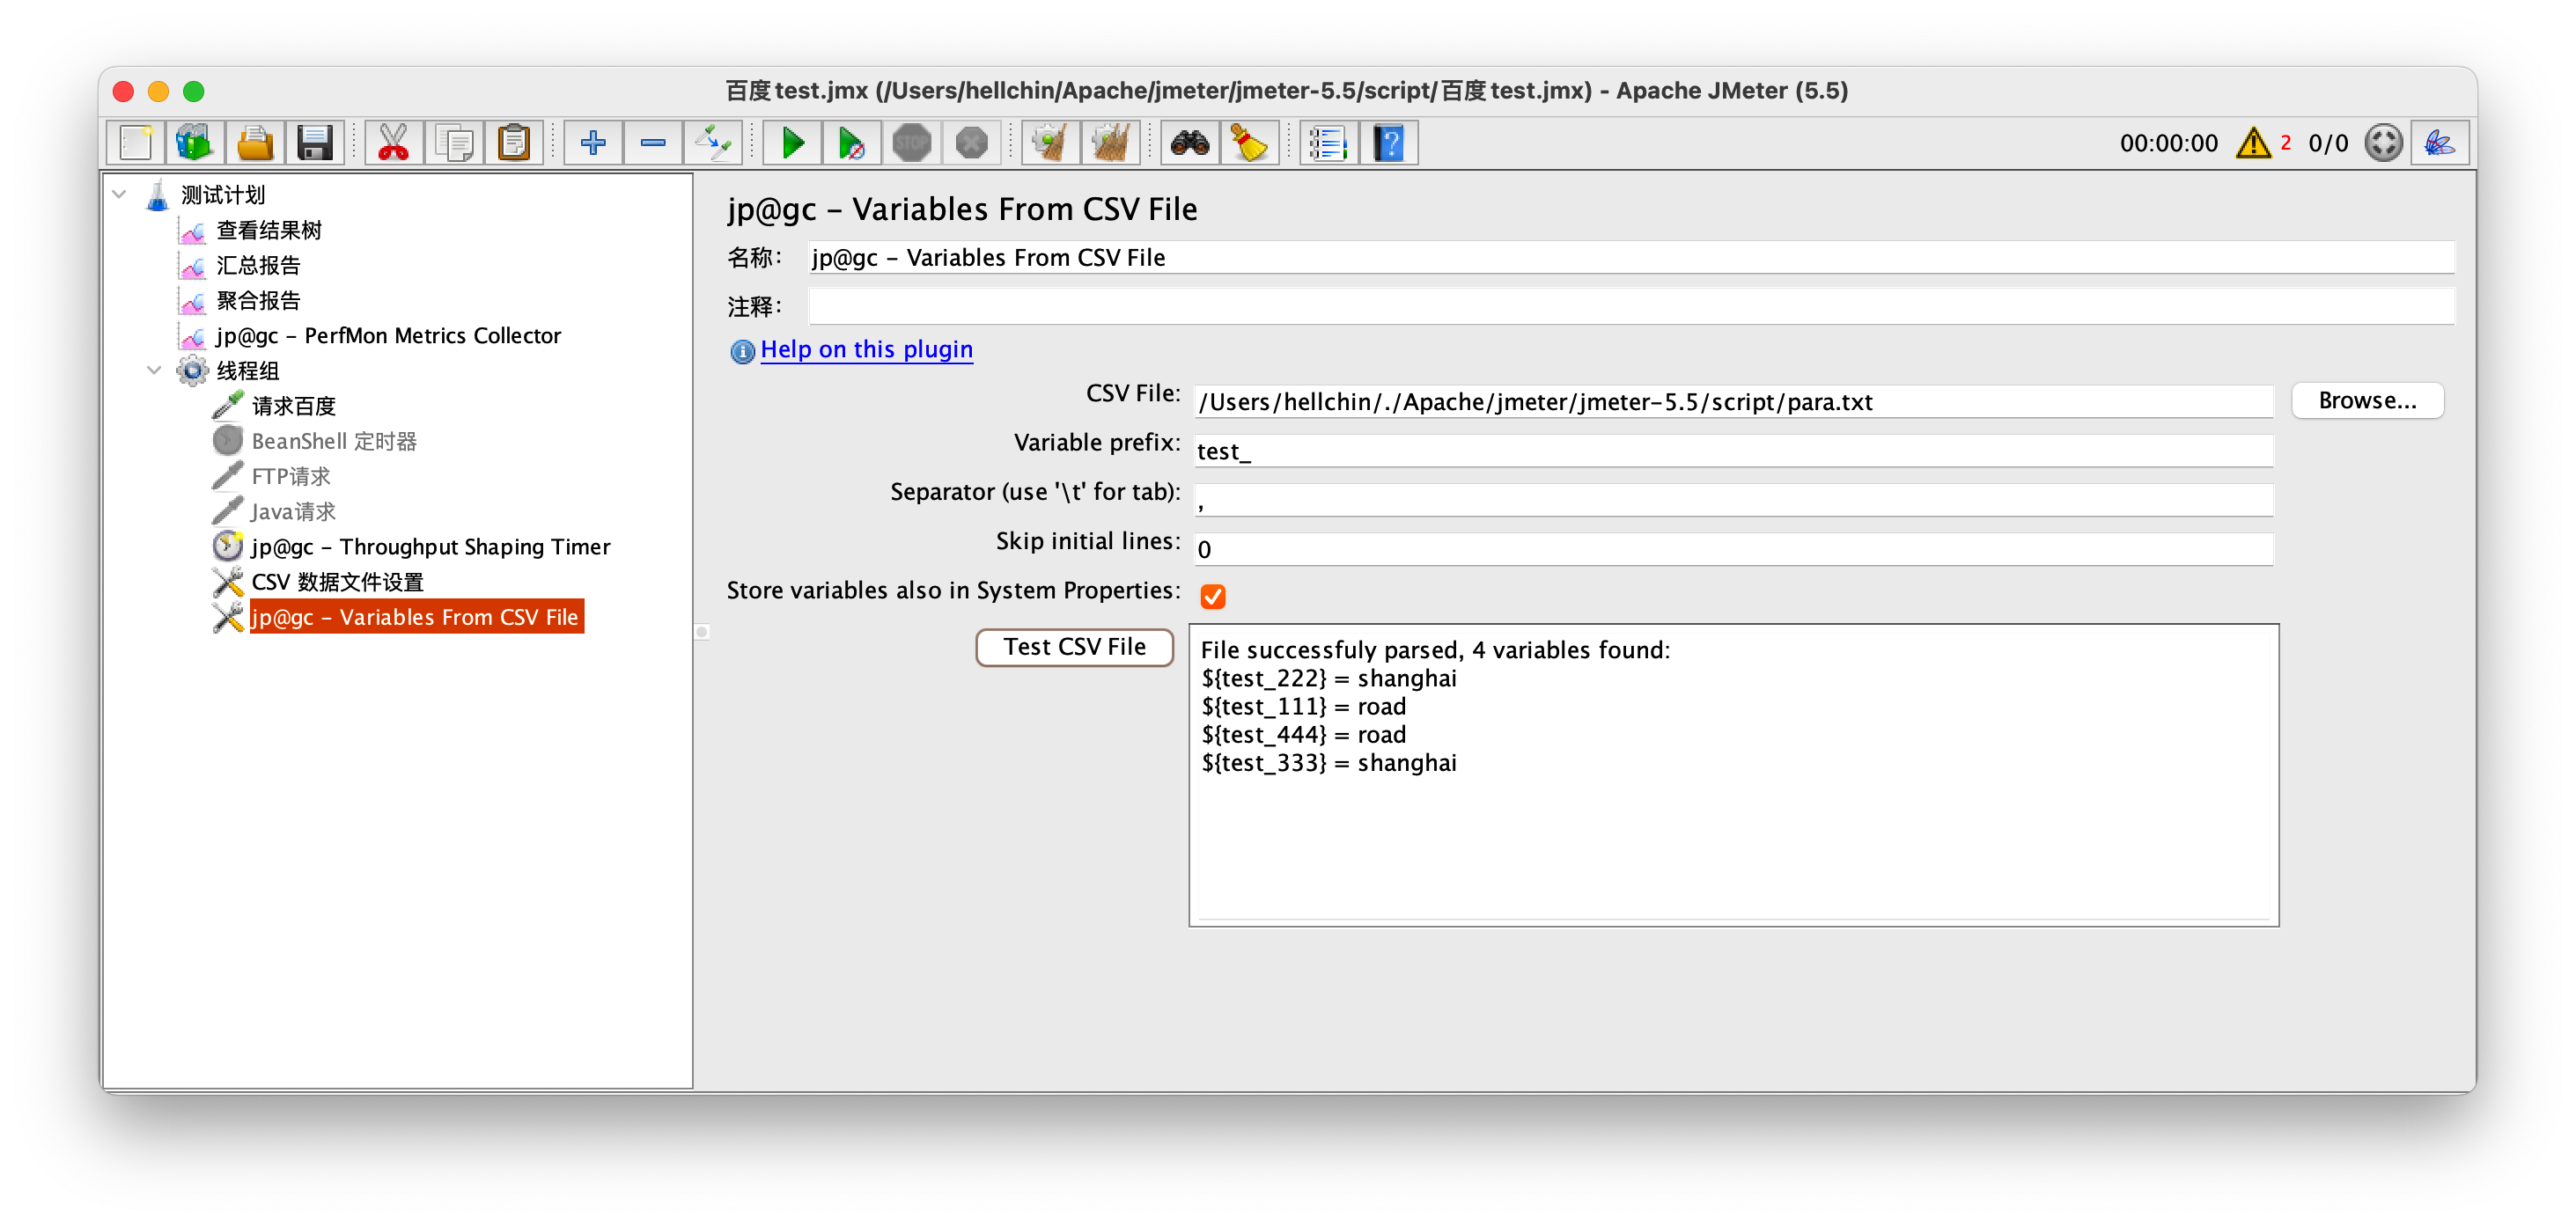 百度test.jmx (/Users/hellchin/Apache/jmeter/jmeter-5.5/script/百度test.jmx) - Apache JMeter (5.5)
STOP
00:00:00
2
0/0
测试计划
查看结果树
汇总报告
聚合报告
jp@gc - PerfMon Metrics Collector
线程组
请求百度
BeanShell 定时器
FTP请求
Java请求
jp@gc - Throughput Shaping Timer
CSV 数据文件设置
jp@gc - Variables From CSV File
jp@gc - Variables From CSV File
名称： jp@gc - Variables From CSV File
注释：
Help on this plugin
CSV File: /Users/hellchin/./Apache/jmeter/jmeter-5.5/script/para.txt Browse...
Variable prefix: test_
Separator (use '\t' for tab): ,
Skip initial lines: 0
Store variables also in System Properties:
Test CSV File
File successfuly parsed, 4 variables found:
${test_222} = shanghai
${test_111} = road
${test_444} = road
${test_333} = shanghai